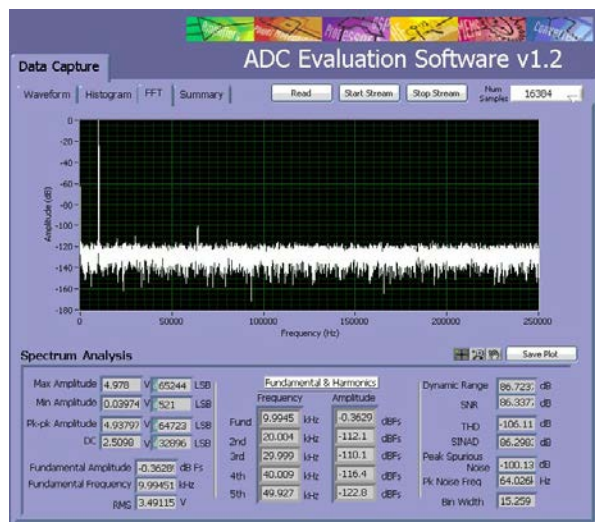 ADC Evaluation Software v1.2
Data Capture
Waveform Histogram FFT Summary Read Start Stream Stop Stream Num Samples 16384
Amplitude (dB)
0
-20
-40
-60
-80
-100
-120
-140
-160
-180
0 50000 100000 150000 200000 250000
Frequency (Hz)
Spectrum Analysis Save Plot
Max Amplitude 4.978 V 65244 LSB
Min Amplitude 0.03974 V 521 LSB
Pk-pk Amplitude 4.93797 V 64723 LSB
DC 2.5098 V 32896 LSB
Fundamental Amplitude -0.3628 dB Fs
Fundamental Frequency 9.99451 kHz
RMS 3.49115 V
Fundamental & Harmonics
Frequency Amplitude
Fund 9.9945 kHz -0.3629 dBFs
2nd 20.004 kHz -112.1 dBFs
3rd 29.999 kHz -110.1 dBFs
4th 40.009 kHz -116.4 dBFs
5th 49.927 kHz -122.8 dBFs
Dynamic Range 86.723 dB
SNR 86.337 dB
THD -106.11 dB
SINAD 86.298 dB
Peak Spurious Noise -100.13 dB
Pk Noise Freq 64.026 Hz
Bin Width 15.259